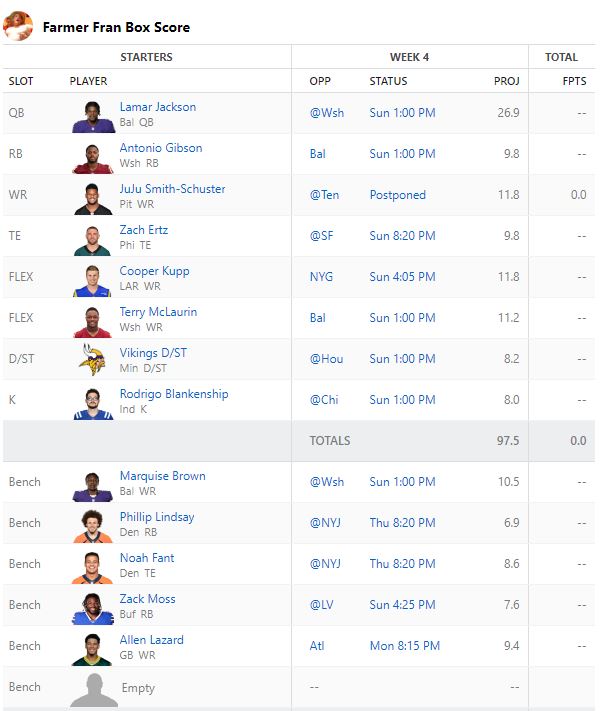 Farmer Fran Box Score
STARTERS WEEK 4 TOTAL
SLOT PLAYER OPP STATUS PROJ FPTS
QB Lamar Jackson Bal QB @Wsh Sun 1:00 PM 26.9 --
RB Antonio Gibson Wsh RB Bal Sun 1:00 PM 9.8 --
WR JuJu Smith-Schuster Pit WR @Ten Postponed 11.8 0.0
TE Zach Ertz Phi TE @SF Sun 8:20 PM 9.8 --
FLEX Cooper Kupp LAR WR NYG Sun 4:05 PM 11.8 --
FLEX Terry McLaurin Wsh WR Bal Sun 1:00 PM 11.2 --
D/ST Vikings D/ST Min D/ST @Hou Sun 1:00 PM 8.2 --
K Rodrigo Blankenship Ind K @Chi Sun 1:00 PM 8.0 --
TOTALS 97.5 0.0
Bench Marquise Brown Bal WR @Wsh Sun 1:00 PM 10.5 --
Bench Phillip Lindsay Den RB @NYJ Thu 8:20 PM 6.9 --
Bench Noah Fant Den TE @NYJ Thu 8:20 PM 8.6 --
Bench Zack Moss Buf RB @LV Sun 4:25 PM 7.6 --
Bench Allen Lazard GB WR Atl Mon 8:15 PM 9.4 --
Bench Empty -- -- --